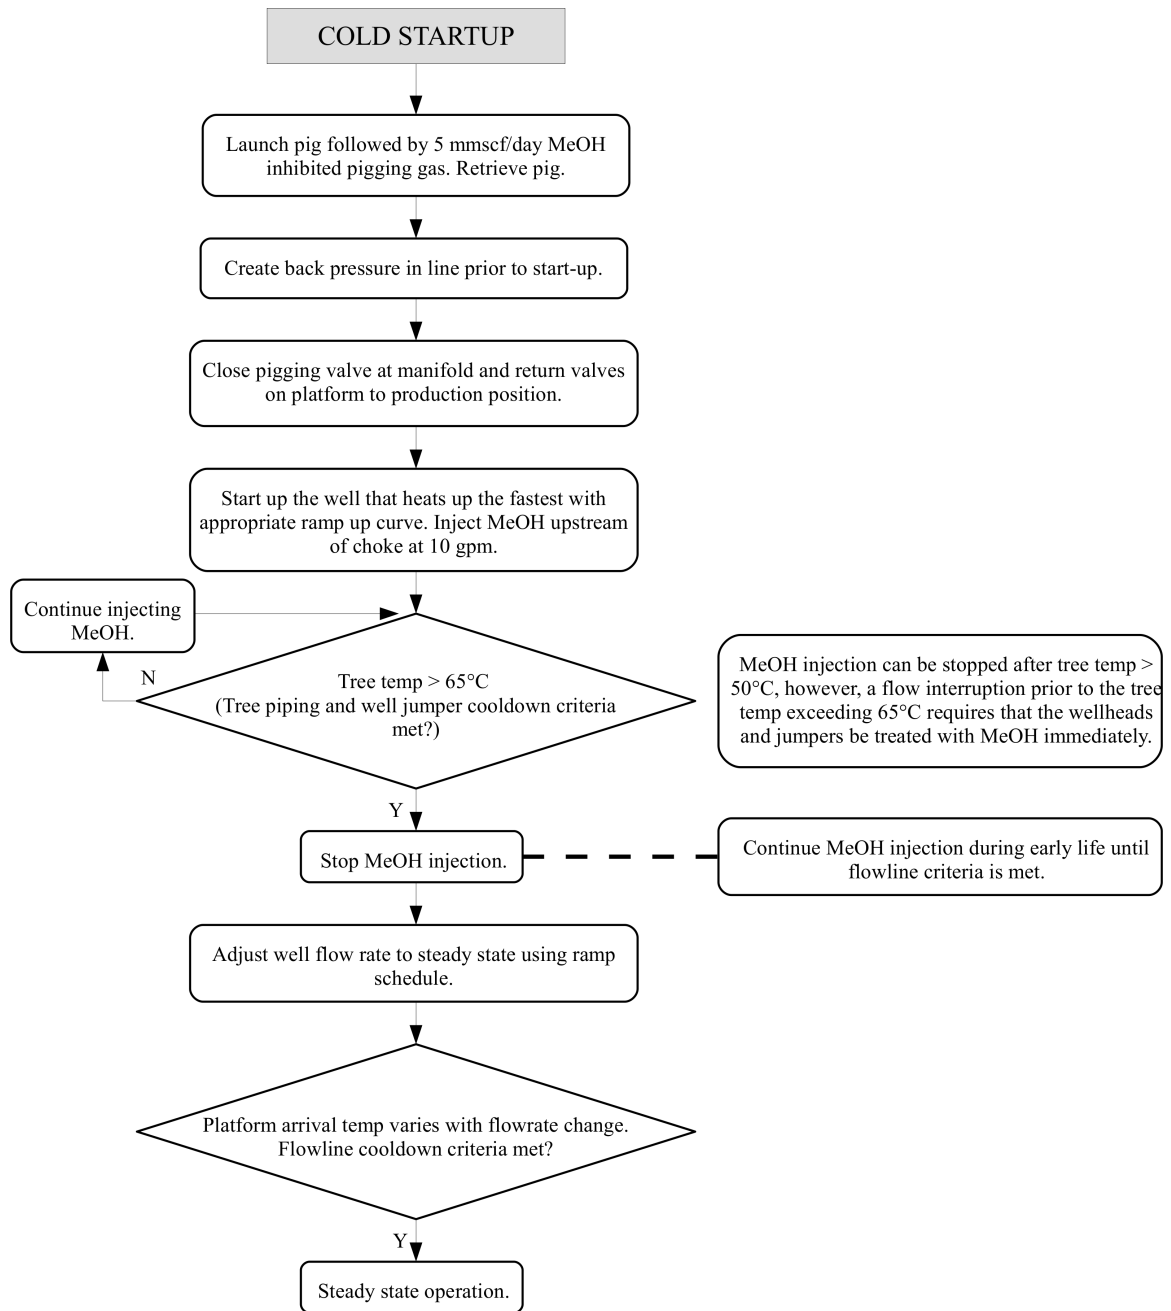 COLD STARTUP
Launch pig followed by 5 mmscf/day MeOH
inhibited pigging gas. Retrieve pig.
Create back pressure in line prior to start-up.
Close pigging valve at manifold and return valves
on platform to production position.
Start up the well that heats up the fastest with
appropriate ramp up curve. Inject MeOH upstream
of choke at 10 gpm.
Continue injecting
MeOH.
N
Tree temp > 65°C
(Tree piping and well jumper cooldown criteria
met?)
MeOH injection can be stopped after tree temp >
50°C, however, a flow interruption prior to the tree
temp exceeding 65°C requires that the wellheads
and jumpers be treated with MeOH immediately.
Y
Stop MeOH injection.
Continue MeOH injection during early life until
flowline criteria is met.
Adjust well flow rate to steady state using ramp
schedule.
Platform arrival temp varies with flowrate change.
Flowline cooldown criteria met?
Y
Steady state operation.